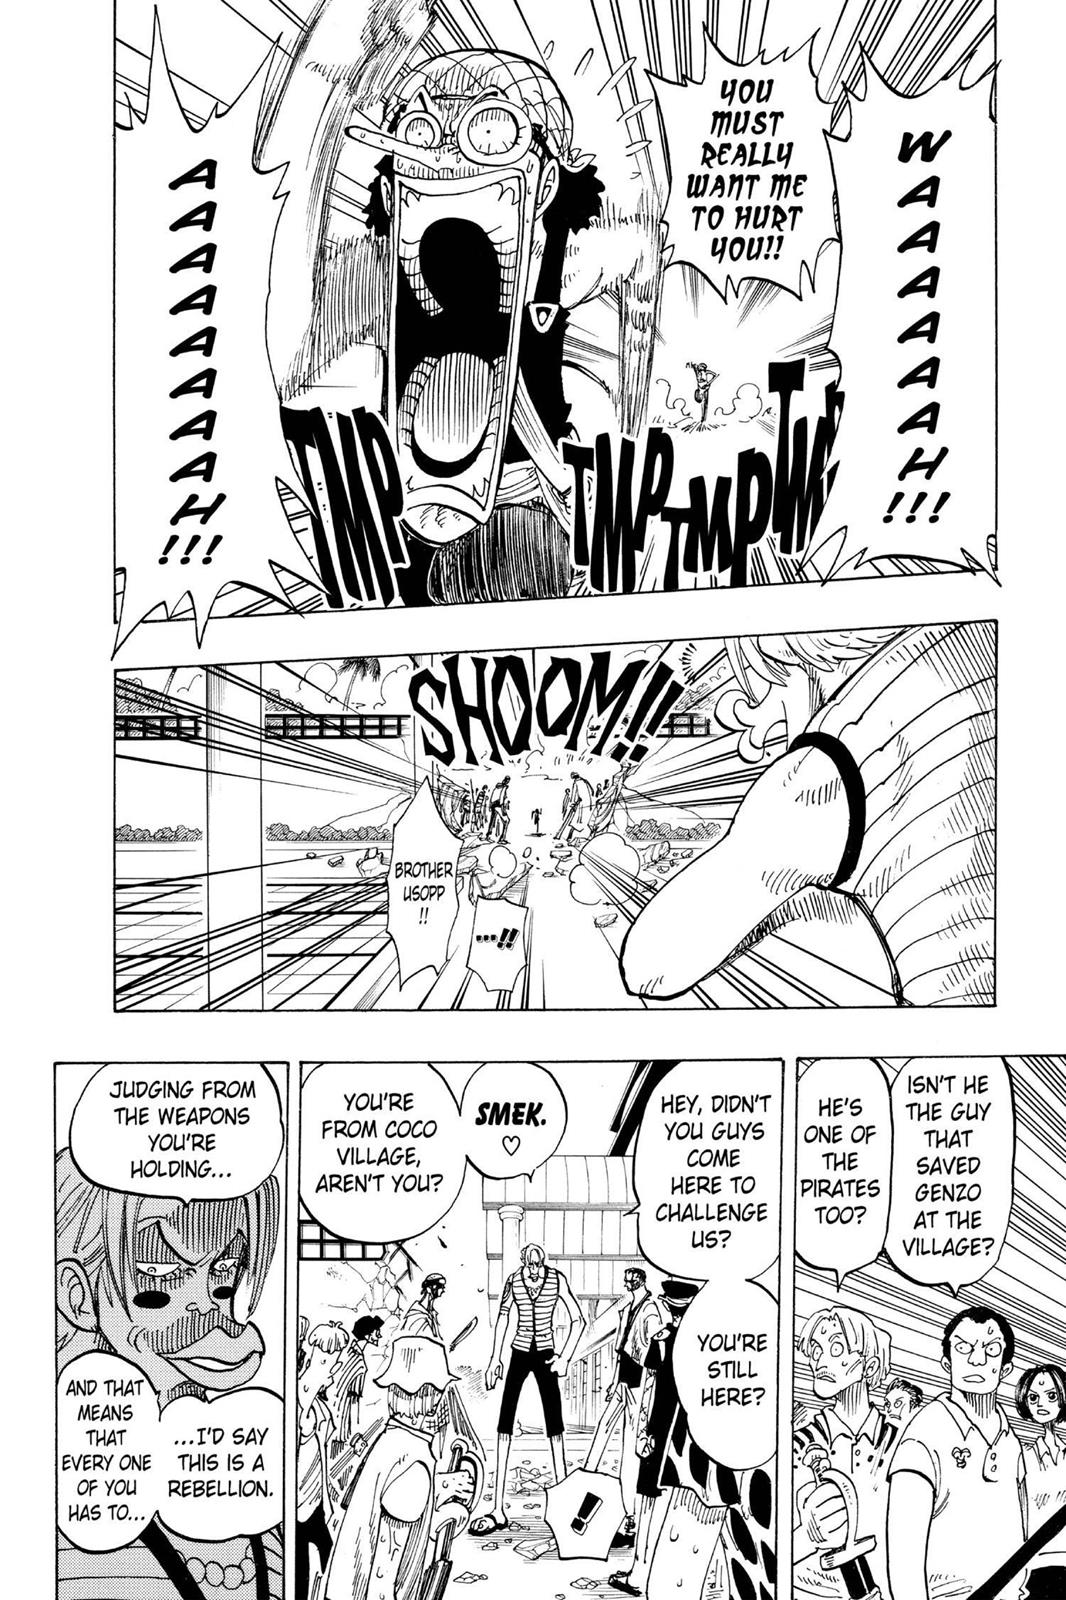 WAAAAAAAH!!!
YOU
MUST
REALLY
WANT ME
TO HURT
YOU!!
AAAAAAAAAH!!!
TMP
TMP
TMP
TMP
SHOOM!!
BROTHER
USOPP
!!
...!!
ISN'T HE
THE GUY
THAT
SAVED
GENZO
AT THE
VILLAGE?
HE'S
ONE OF
THE
PIRATES
TOO?
HEY, DIDN'T
YOU GUYS
COME
HERE TO
CHALLENGE
US?
YOU'RE
STILL
HERE?
SMEK.
♡
YOU'RE
FROM COCO
VILLAGE,
AREN'T YOU?
!
JUDGING FROM
THE WEAPONS
YOU'RE
HOLDING...
...I'D SAY
THIS IS A
REBELLION.
AND THAT
MEANS
THAT
EVERY ONE
OF YOU
HAS TO...